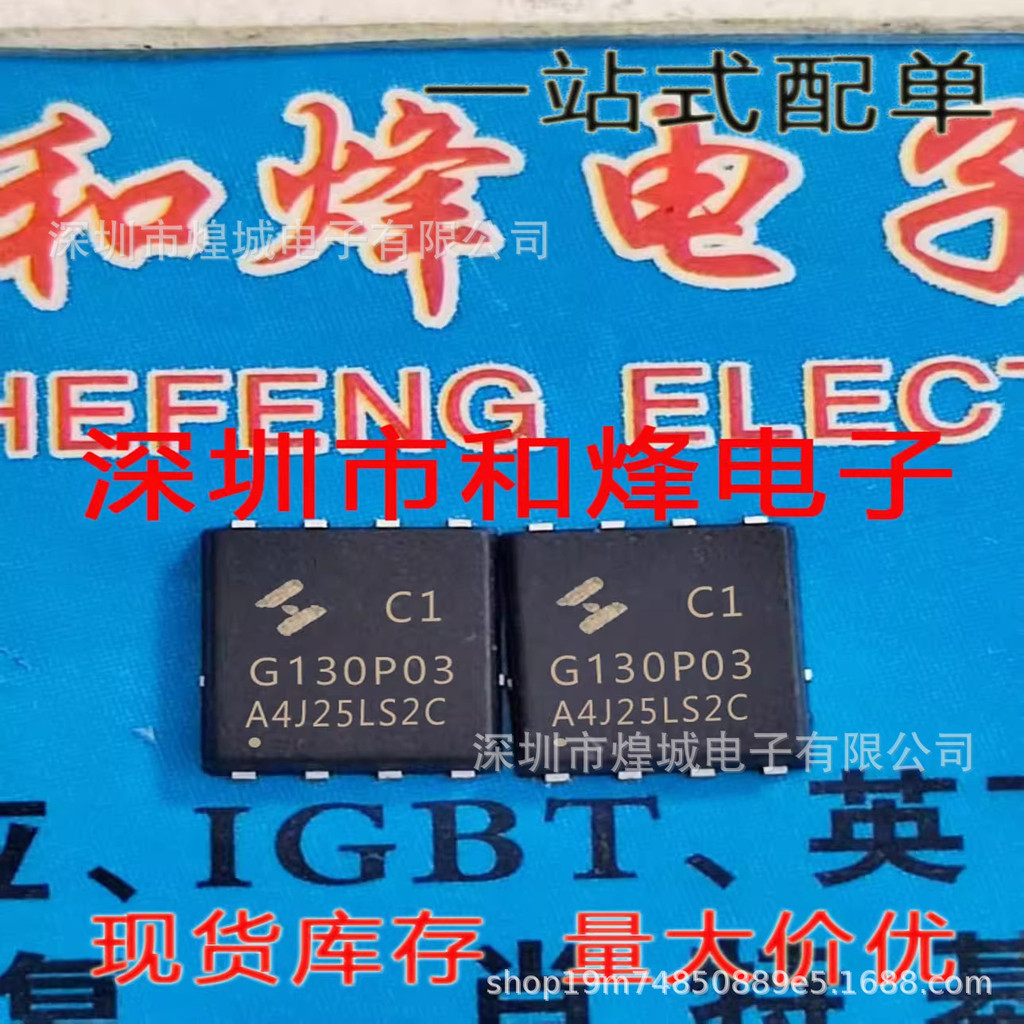 一站式配单
和烽电子
深圳市煌城电子有限公司
HEFENG ELECT
深圳市和烽电子
C1
G130P03
A4J25LS2C
C1
G130P03
A4J25LS2C
深圳市煌城电子有限公司
、IGBT、英
现货库存 量大价优
shop19m74850889e5.1688.com